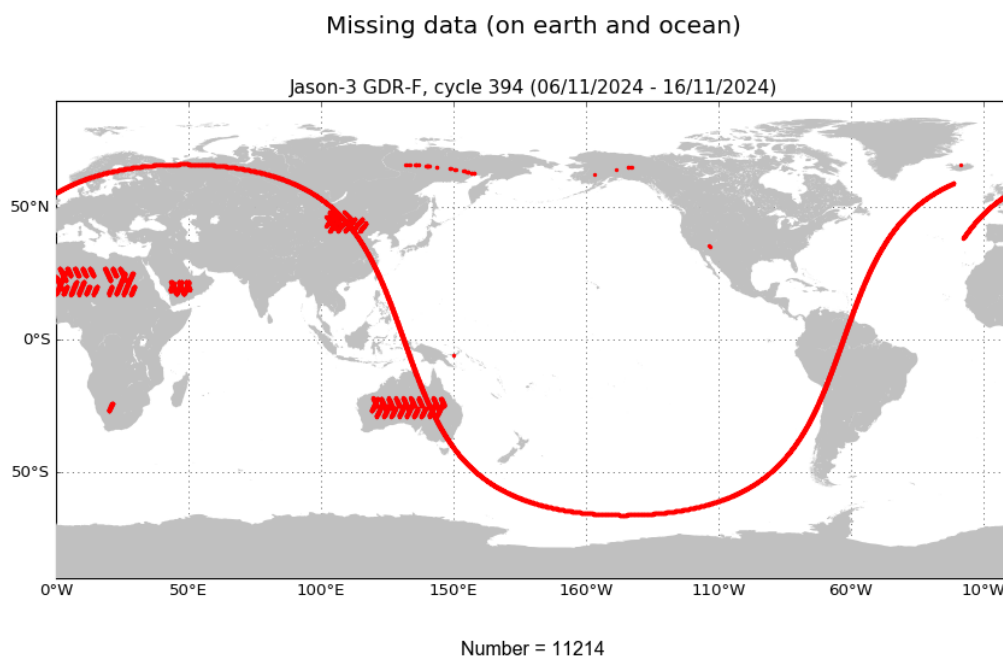 Missing data (on earth and ocean)
Jason-3 GDR-F, cycle 394 (06/11/2024 - 16/11/2024)
50°N
0°S
50°S
0°W 50°E 100°E 150°E 160°W 110°W 60°W 10°W
Number = 11214